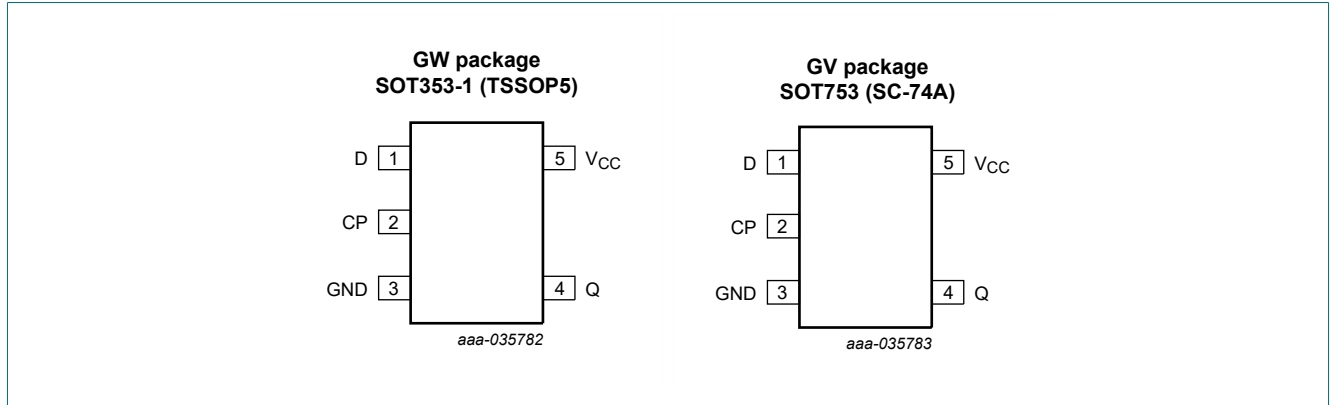 GW package
SOT353-1 (TSSOP5)
D 1
5 VCC
CP 2
GND 3
4 Q
aaa-035782
GV package
SOT753 (SC-74A)
D 1
5 VCC
CP 2
GND 3
4 Q
aaa-035783